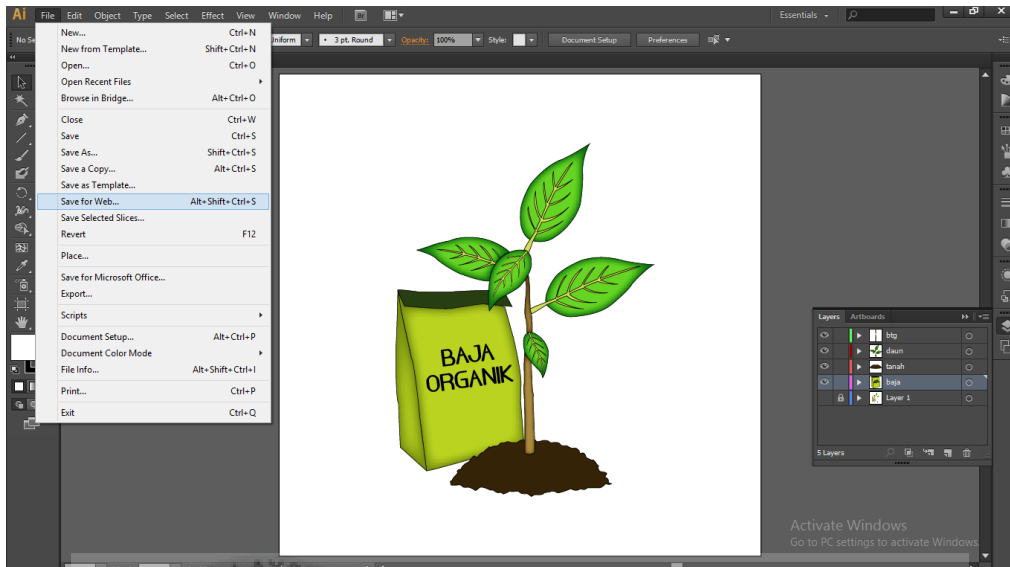 Ai File Edit Object Type Select Effect View Window Help Br Essentials
No Se
Uniform 3 pt. Round Opacity: 100% Style: Document Setup Preferences
New... Ctrl+N
New from Template... Shift+Ctrl+N
Open... Ctrl+O
Open Recent Files
Browse in Bridge... Alt+Ctrl+O
Close Ctrl+W
Save Ctrl+S
Save As... Shift+Ctrl+S
Save a Copy... Alt+Ctrl+S
Save as Template...
Save for Web... Alt+Shift+Ctrl+S
Save Selected Slices...
Revert F12
Place...
Save for Microsoft Office...
Export...
Scripts
Document Setup... Alt+Ctrl+P
Document Color Mode
File Info... Alt+Shift+Ctrl+I
Print... Ctrl+P
Exit Ctrl+Q
BAJA
ORGANIK
Layers Artboards
btg
daun
tanah
baja
Layer 1
5 Layers
Activate Windows
Go to PC settings to activate Windows.